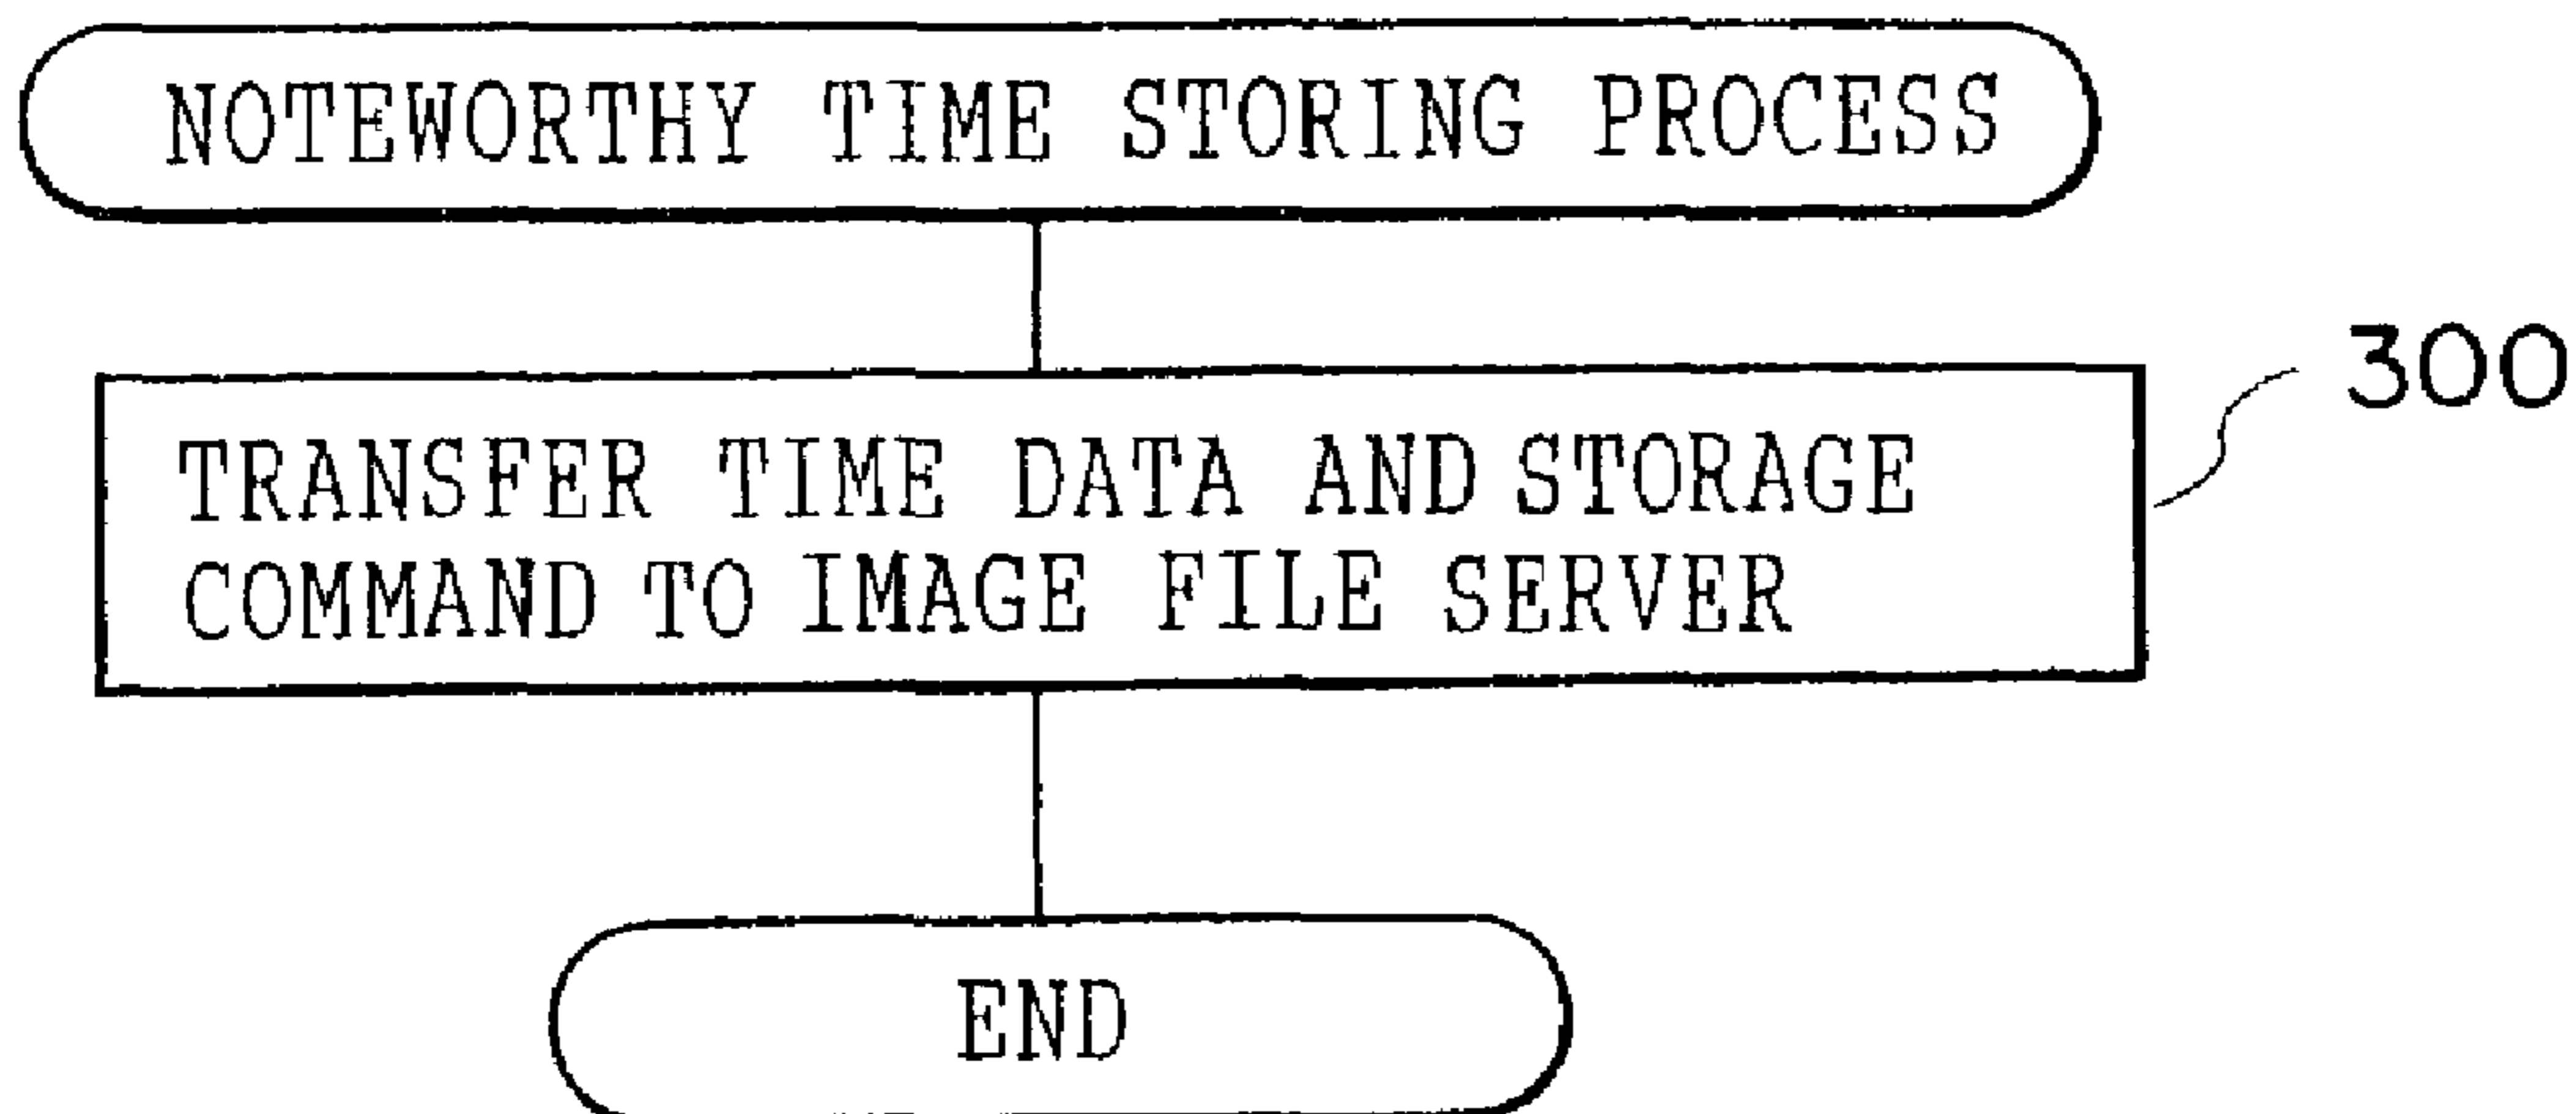 NOTEWORTHY TIME STORING PROCESS
300
TRANSFER TIME DATA AND STORAGE
COMMAND TO IMAGE FILE SERVER
END